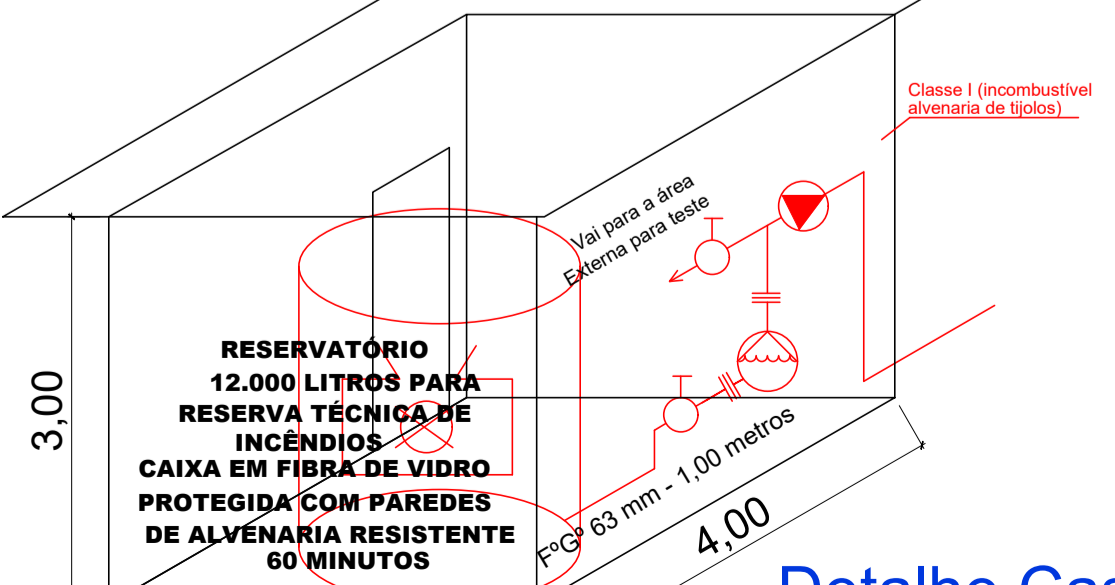 Classe I (incombustível
alvenaria de tijolos)
Vai para a área
Externa para teste
RESERVATÓRIO
12.000 LITROS PARA
RESERVA TÉCNICA DE
INCÊNDIOS
CAIXA EM FIBRA DE VIDRO
PROTEGIDA COM PAREDES
DE ALVENARIA RESISTENTE
60 MINUTOS
3,00
FºGº 63 mm - 1,00 metros
4,00
Detalhe